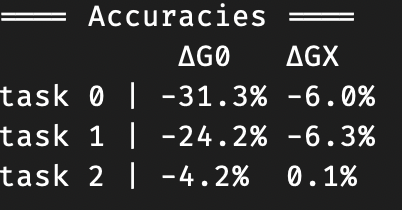 ════ Accuracies ════
ΔG0 ΔGX
task 0 | -31.3% -6.0%
task 1 | -24.2% -6.3%
task 2 | -4.2% 0.1%